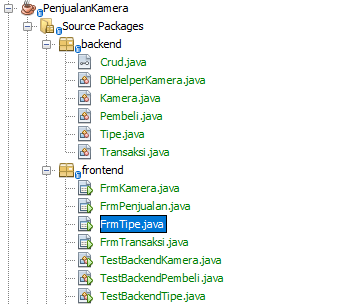 PenjualanKamera
Source Packages
backend
Crud.java
DBHelperKamera.java
Kamera.java
Pembeli.java
Tipe.java
Transaksi.java
frontend
FrmKamera.java
FrmPenjualan.java
FrmTipe.java
FrmTransaksi.java
TestBackendKamera.java
TestBackendPembeli.java
TestBackendTipe.java